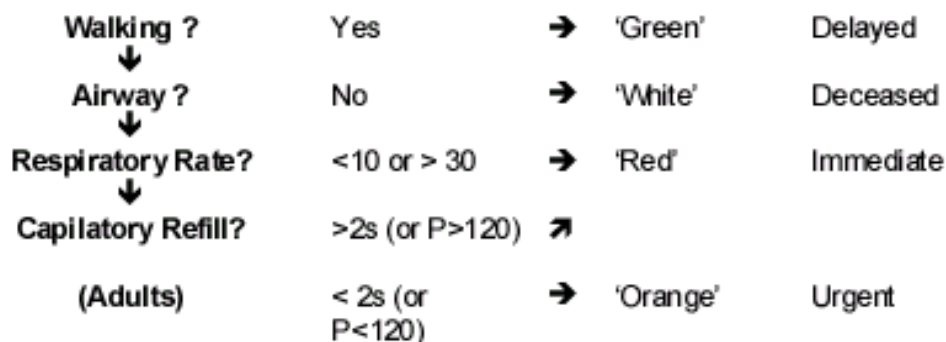 Walking ? Yes ➔ 'Green' Delayed
🡻
Airway ? No ➔ 'White' Deceased
🡻
Respiratory Rate? <10 or > 30 ➔ 'Red' Immediate
🡻
Capilatory Refill? >2s (or P>120) 🡽
(Adults) < 2s (or ➔ 'Orange' Urgent
P<120)